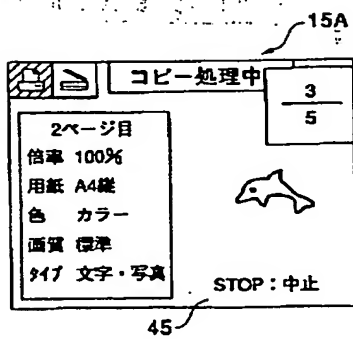 15A
コピー処理中
3
5
2ページ目
倍率 100%
用紙 A4縦
色 カラー
画質 標準
タイプ 文字・写真
STOP：中止
45